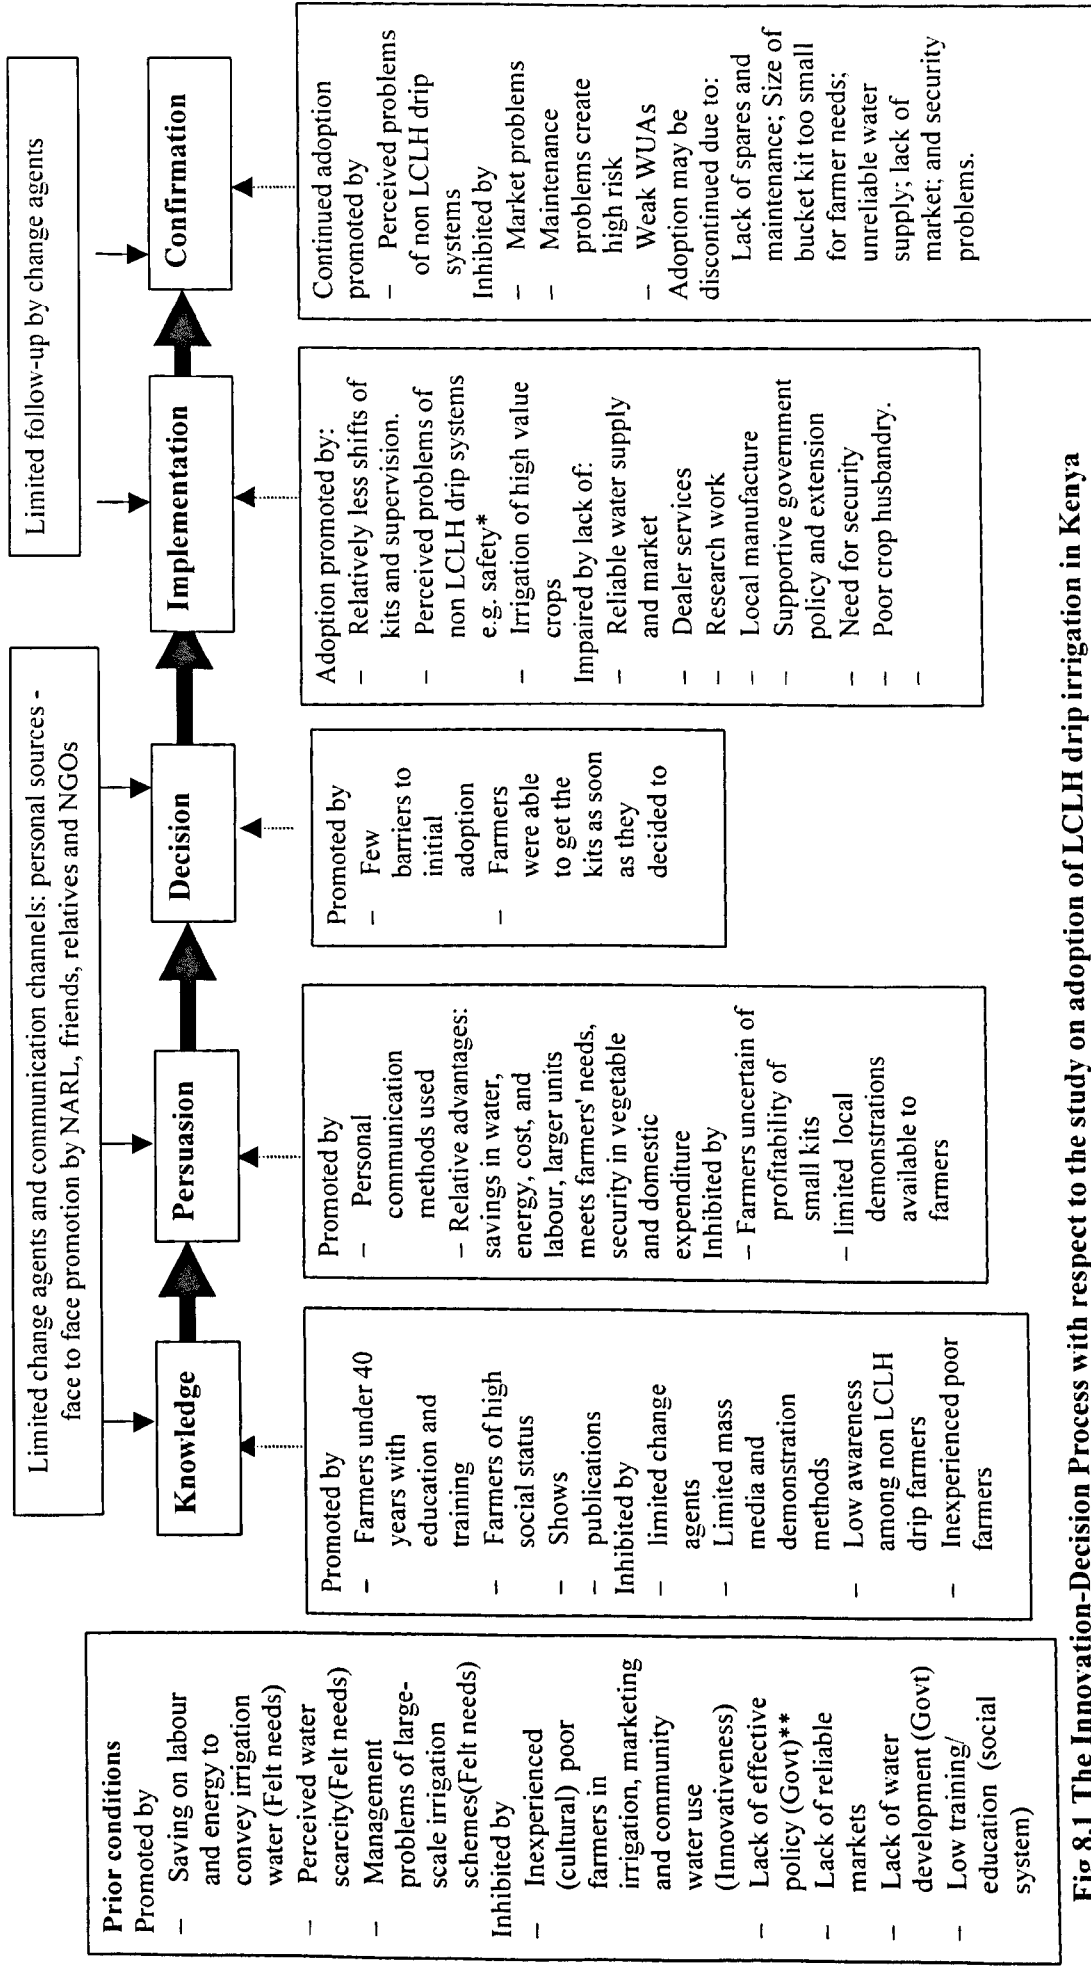 Limited change agents and communication channels: personal sources -
face to face promotion by NARL, friends, relatives and NGOs
Limited follow-up by change agents
Knowledge
Persuasion
Decision
Implementation
Confirmation
Prior conditions
Promoted by
– Saving on labour
and energy to
convey irrigation
water (Felt needs)
– Perceived water
scarcity(Felt needs)
– Management
problems of large-
scale irrigation
schemes(Felt needs)
Inhibited by
– Inexperienced
(cultural) poor
farmers in
irrigation, marketing
and community
water use
(Innovativeness)
– Lack of effective
policy (Govt)**
– Lack of reliable
markets
– Lack of water
development (Govt)
– Low training/
education (social
system)
Promoted by
– Farmers under 40
years with
education and
training
– Farmers of high
social status
– Shows
– publications
Inhibited by
– limited change
agents
– Limited mass
media and
demonstration
methods
– Low awareness
among non LCLH
drip farmers
– Inexperienced poor
farmers
Promoted by
– Personal
communication
methods used
– Relative advantages:
savings in water,
energy, cost, and
labour, larger units
meets farmers' needs,
security in vegetable
and domestic
expenditure
Inhibited by
– Farmers uncertain of
profitability of
small kits
– limited local
demonstrations
available to
farmers
Promoted by
– Few
barriers to
initial
adoption
– Farmers
were able
to get the
kits as soon
as they
decided to
Adoption promoted by:
– Relatively less shifts of
kits and supervision.
– Perceived problems of
non LCLH drip systems
e.g. safety*
– Irrigation of high value
crops
Impaired by lack of:
– Reliable water supply
and market
– Dealer services
– Research work
– Local manufacture
– Supportive government
policy and extension
– Need for security
– Poor crop husbandry.
–
Continued adoption
promoted by
– Perceived problems
of non LCLH drip
systems
Inhibited by
– Market problems
– Maintenance
problems create
high risk
– Weak WUAs
Adoption may be
discontinued due to:
Lack of spares and
maintenance; Size of
bucket kit too small
for farmer needs;
unreliable water
supply; lack of
market, and security
problems.
Fig 8.1 The Innovation-Decision Process with respect to the study on adoption of LCLH drip irrigation in Kenya